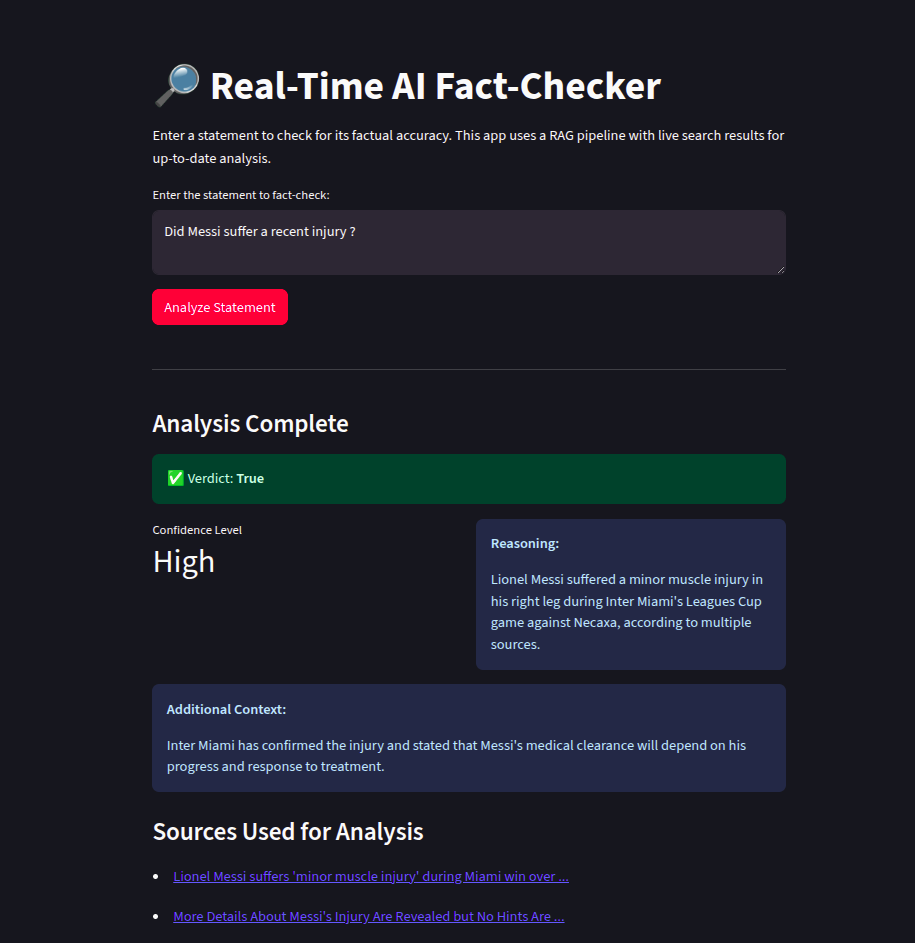 🔎 Real-Time AI Fact-Checker
Enter a statement to check for its factual accuracy. This app uses a RAG pipeline with live search results for
up-to-date analysis.
Enter the statement to fact-check:
Did Messi suffer a recent injury ?
Analyze Statement
Analysis Complete
✅ Verdict: True
Confidence Level
High
Reasoning:
Lionel Messi suffered a minor muscle injury in
his right leg during Inter Miami's Leagues Cup
game against Necaxa, according to multiple
sources.
Additional Context:
Inter Miami has confirmed the injury and stated that Messi's medical clearance will depend on his
progress and response to treatment.
Sources Used for Analysis
• Lionel Messi suffers 'minor muscle injury' during Miami win over ...
• More Details About Messi's Injury Are Revealed but No Hints Are ...